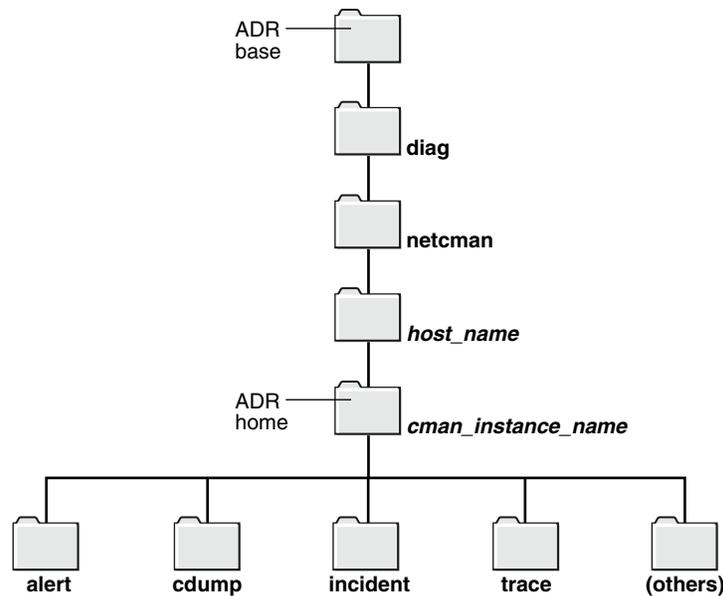 ADR
base
diag
netcman
host_name
ADR
home
cman_instance_name
alert
cdump
incident
trace
(others)